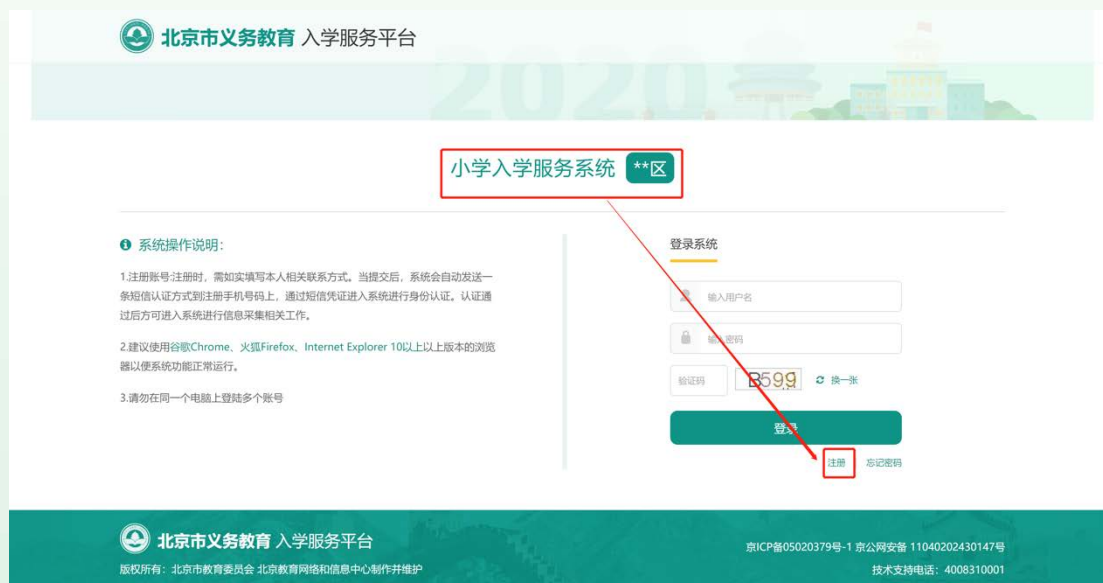 北京市义务教育 入学服务平台
2020
小学入学服务系统 **区
系统操作说明：
1.注册账号:注册时，需如实填写本人相关联系方式。当提交后，系统会自动发送一
条短信认证方式到注册手机号码上，通过短信凭证进入系统进行身份认证。认证通
过后方可进入系统进行信息采集相关工作。
2.建议使用谷歌Chrome、火狐Firefox、Internet Explorer 10以上以上版本的浏览
器以便系统功能正常运行。
3.请勿在同一个电脑上登陆多个账号
登录系统
输入用户名
输入密码
验证码 B599 换一张
登录
注册 忘记密码
北京市义务教育 入学服务平台
版权所有：北京市教育委员会 北京教育网络和信息中心制作并维护
京ICP备05020379号-1 京公网安备 11040202430147号
技术支持电话：4008310001